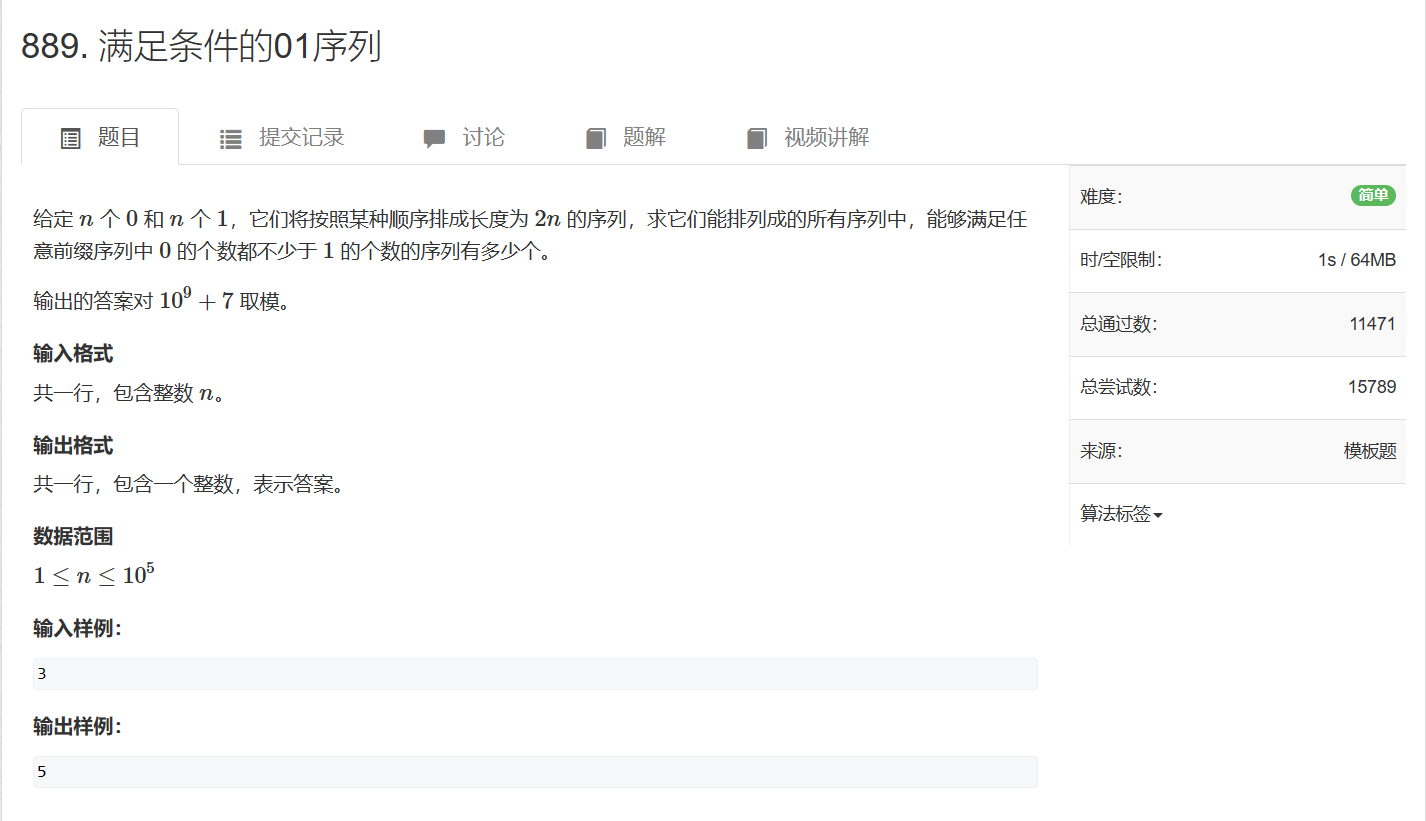 889. 满足条件的01序列
题目 提交记录 讨论 题解 视频讲解
给定 n 个 0 和 n 个 1，它们将按照某种顺序排成长度为 2n 的序列，求它们能排列成的所有序列中，能够满足任
意前缀序列中 0 的个数都不少于 1 的个数的序列有多少个。
输出的答案对 10⁹ + 7 取模。
输入格式
共一行，包含整数 n。
输出格式
共一行，包含一个整数，表示答案。
数据范围
1 ≤ n ≤ 10⁵
输入样例：
3
输出样例：
5
难度： 简单
时/空限制： 1s / 64MB
总通过数： 11471
总尝试数： 15789
来源： 模板题
算法标签